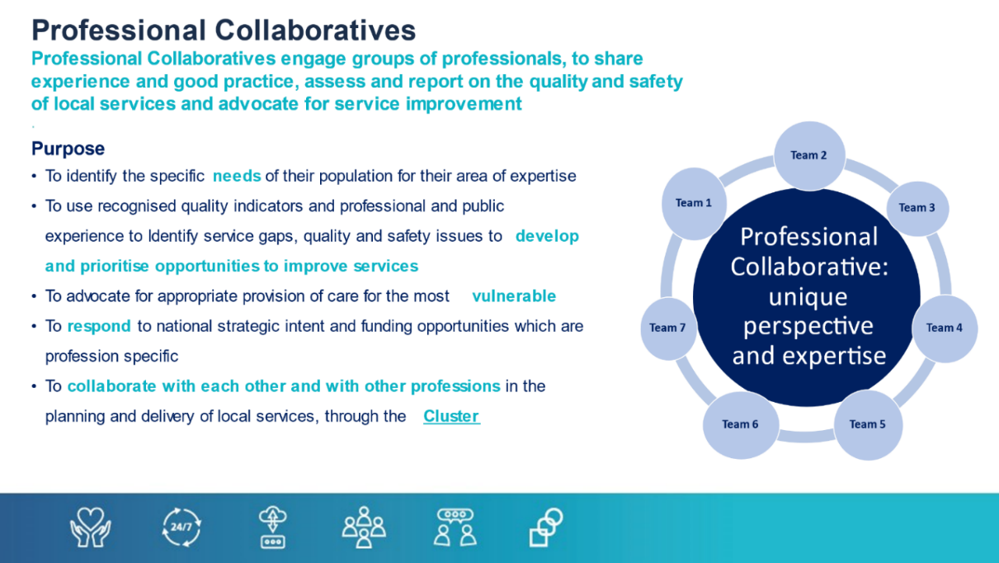 Professional Collaboratives
Professional Collaboratives engage groups of professionals, to share
experience and good practice, assess and report on the quality and safety
of local services and advocate for service improvement
.
Purpose
• To identify the specific needs of their population for their area of expertise
• To use recognised quality indicators and professional and public
experience to Identify service gaps, quality and safety issues to develop
and prioritise opportunities to improve services
• To advocate for appropriate provision of care for the most vulnerable
• To respond to national strategic intent and funding opportunities which are
profession specific
• To collaborate with each other and with other professions in the
planning and delivery of local services, through the Cluster
Team 1
Team 2
Team 3
Team 4
Team 5
Team 6
Team 7
Professional
Collaborative:
unique
perspective
and expertise
24/7